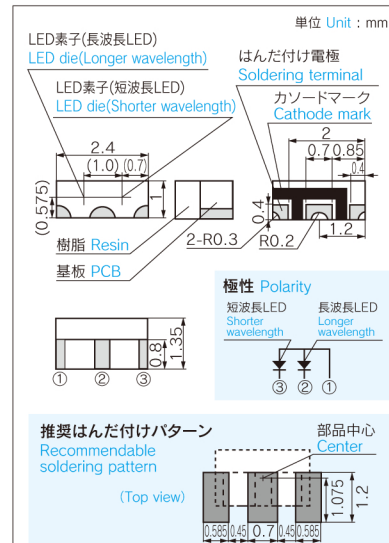 単位 Unit : mm
LED素子(長波長LED)
LED die(Longer wavelength)
LED素子(短波長LED)
LED die(Shorter wavelength)
はんだ付け電極
Soldering terminal
カソードマーク
Cathode mark
2.4
(1.0)
(0.7)
(0.575)
1
2
0.7
0.85
0.4
0.4
樹脂 Resin
基板 PCB
2-R0.3
R0.2
1.2
極性 Polarity
短波長LED
Shorter
wavelength
長波長LED
Longer
wavelength
③ ② ①
0.8
1.35
① ② ③
推奨はんだ付けパターン
Recommendable
soldering pattern
(Top view)
部品中心
Center
1.075
1.2
0.585 0.45 0.7 0.45 0.585